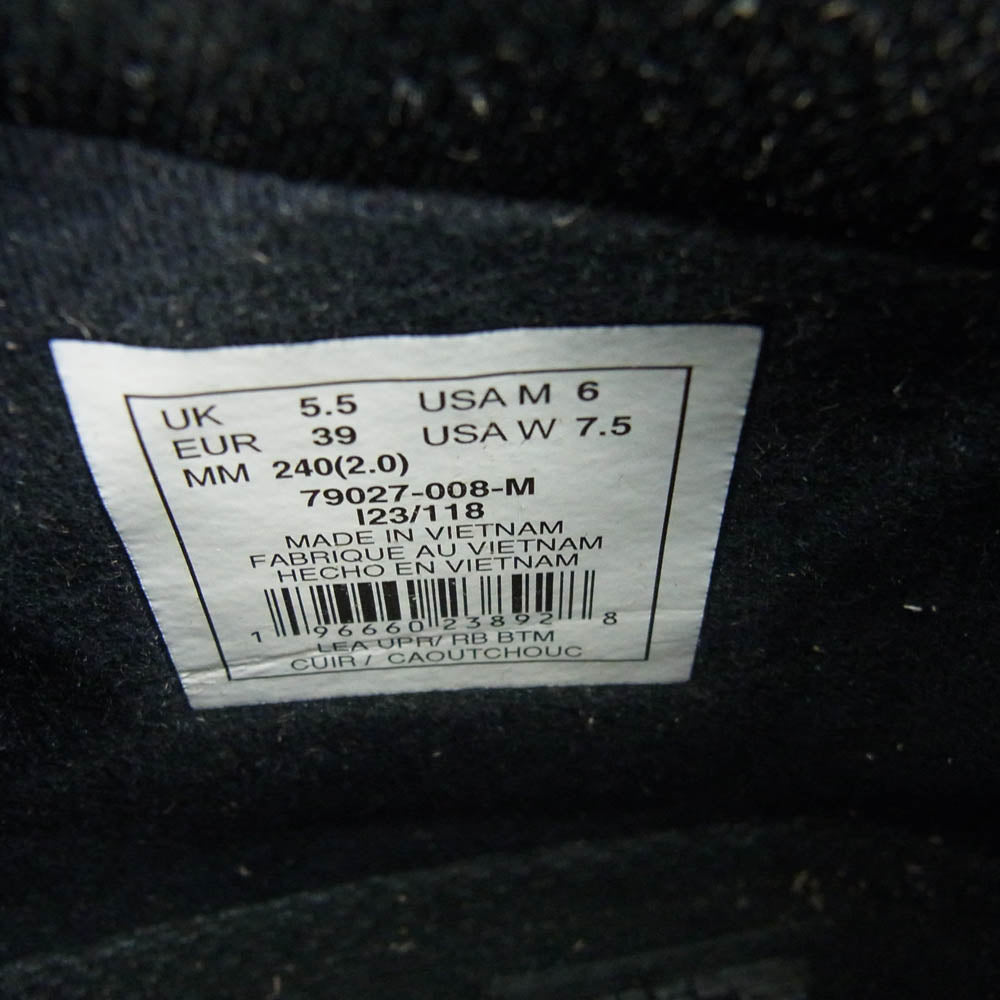 UK 5.5 USA M 6
EUR 39 USA W 7.5
MM 240(2.0)
79027-008-M
I23/118
MADE IN VIETNAM
FABRIQUE AU VIETNAM
HECHO EN VIETNAM
1 96660 23892 8
LEA UPR/ RB BTM
CUIR / CAOUTCHOUC